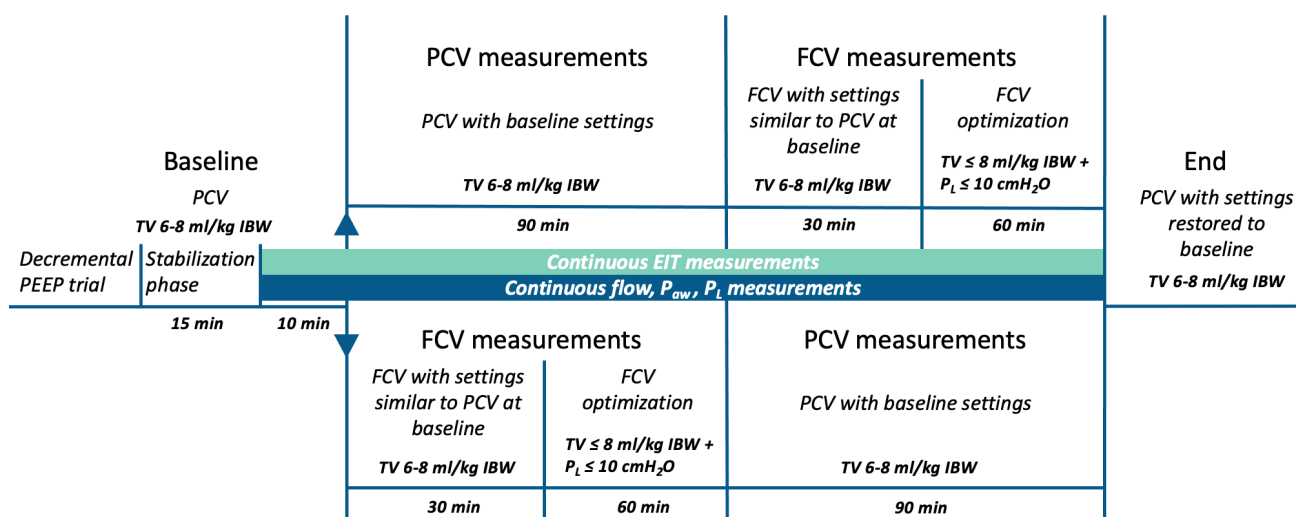 Baseline
PCV
TV 6-8 ml/kg IBW
Decremental
PEEP trial
Stabilization
phase
15 min
10 min
PCV measurements
PCV with baseline settings
TV 6-8 ml/kg IBW
90 min
FCV measurements
FCV with settings
similar to PCV at
baseline
TV 6-8 ml/kg IBW
30 min
FCV
optimization
TV ≤ 8 ml/kg IBW +
P_L ≤ 10 cmH₂O
60 min
Continuous EIT measurements
Continuous flow, P_aw, P_L measurements
FCV measurements
FCV with settings
similar to PCV at
baseline
TV 6-8 ml/kg IBW
30 min
FCV
optimization
TV ≤ 8 ml/kg IBW +
P_L ≤ 10 cmH₂O
60 min
PCV measurements
PCV with baseline settings
TV 6-8 ml/kg IBW
90 min
End
PCV with settings
restored to
baseline
TV 6-8 ml/kg IBW